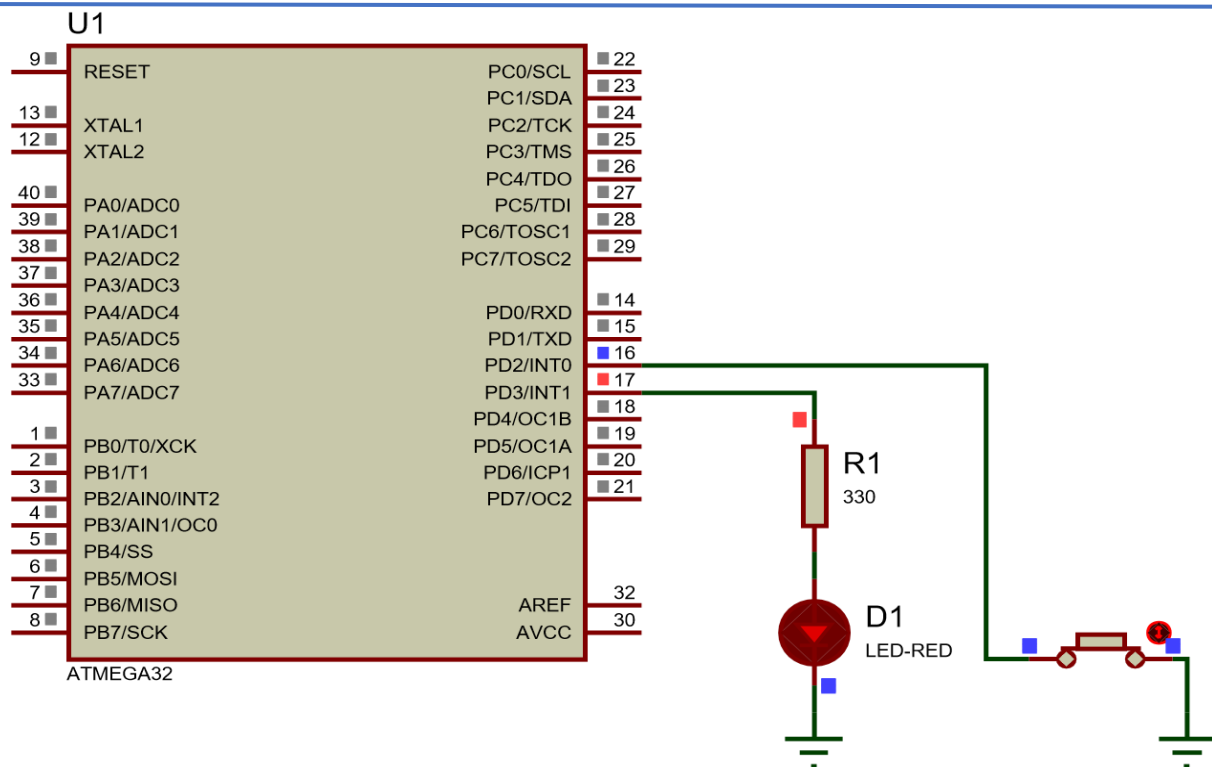 U1
9 RESET
13 XTAL1
12 XTAL2
40 PA0/ADC0
39 PA1/ADC1
38 PA2/ADC2
37 PA3/ADC3
36 PA4/ADC4
35 PA5/ADC5
34 PA6/ADC6
33 PA7/ADC7
1 PB0/T0/XCK
2 PB1/T1
3 PB2/AIN0/INT2
4 PB3/AIN1/OC0
5 PB4/SS
6 PB5/MOSI
7 PB6/MISO
8 PB7/SCK
PC0/SCL 22
PC1/SDA 23
PC2/TCK 24
PC3/TMS 25
PC4/TDO 26
PC5/TDI 27
PC6/TOSC1 28
PC7/TOSC2 29
PD0/RXD 14
PD1/TXD 15
PD2/INT0 16
PD3/INT1 17
PD4/OC1B 18
PD5/OC1A 19
PD6/ICP1 20
PD7/OC2 21
AREF 32
AVCC 30
ATMEGA32
R1
330
D1
LED-RED